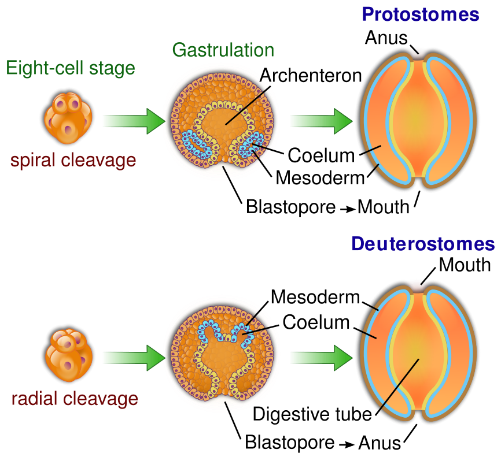 Protostomes
Anus
Gastrulation
Eight-cell stage
Archenteron
spiral cleavage
Coelum
Mesoderm
Blastopore → Mouth
Deuterostomes
Mouth
Mesoderm
Coelum
radial cleavage
Digestive tube
Blastopore → Anus